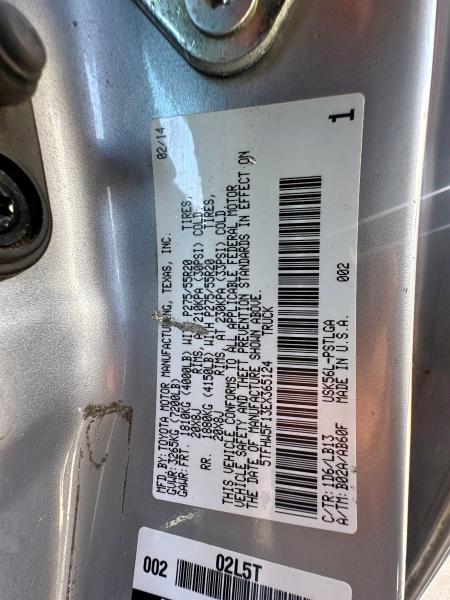 MFD.BY: TOYOTA MOTOR MANUFACTURING, TEXAS, INC. 02/14
GVWR: 3265KG (7200LB)
GAWR: FRT. 1810KG (4000LB) WITH P275/55R20 TIRES,
20X8J RIMS, AT 210KPA (30PSI) COLD.
RR. 1880KG (4150LB) WITH P275/55R20 TIRES,
20X8J RIMS, AT 230KPA (33PSI) COLD
THIS VEHICLE CONFORMS TO ALL APPLICABLE FEDERAL MOTOR
VEHICLE SAFETY AND THEFT PREVENTION STANDARDS IN EFFECT ON
THE DATE OF MANUFACTURE SHOWN ABOVE.
5TFHW5F13EX365124 TRUCK
002
C/TR: 1D6/LB13 USK56L-PSTLGA
A/TM: B02A/AB60F MADE IN U.S.A.
1
002
02L5T